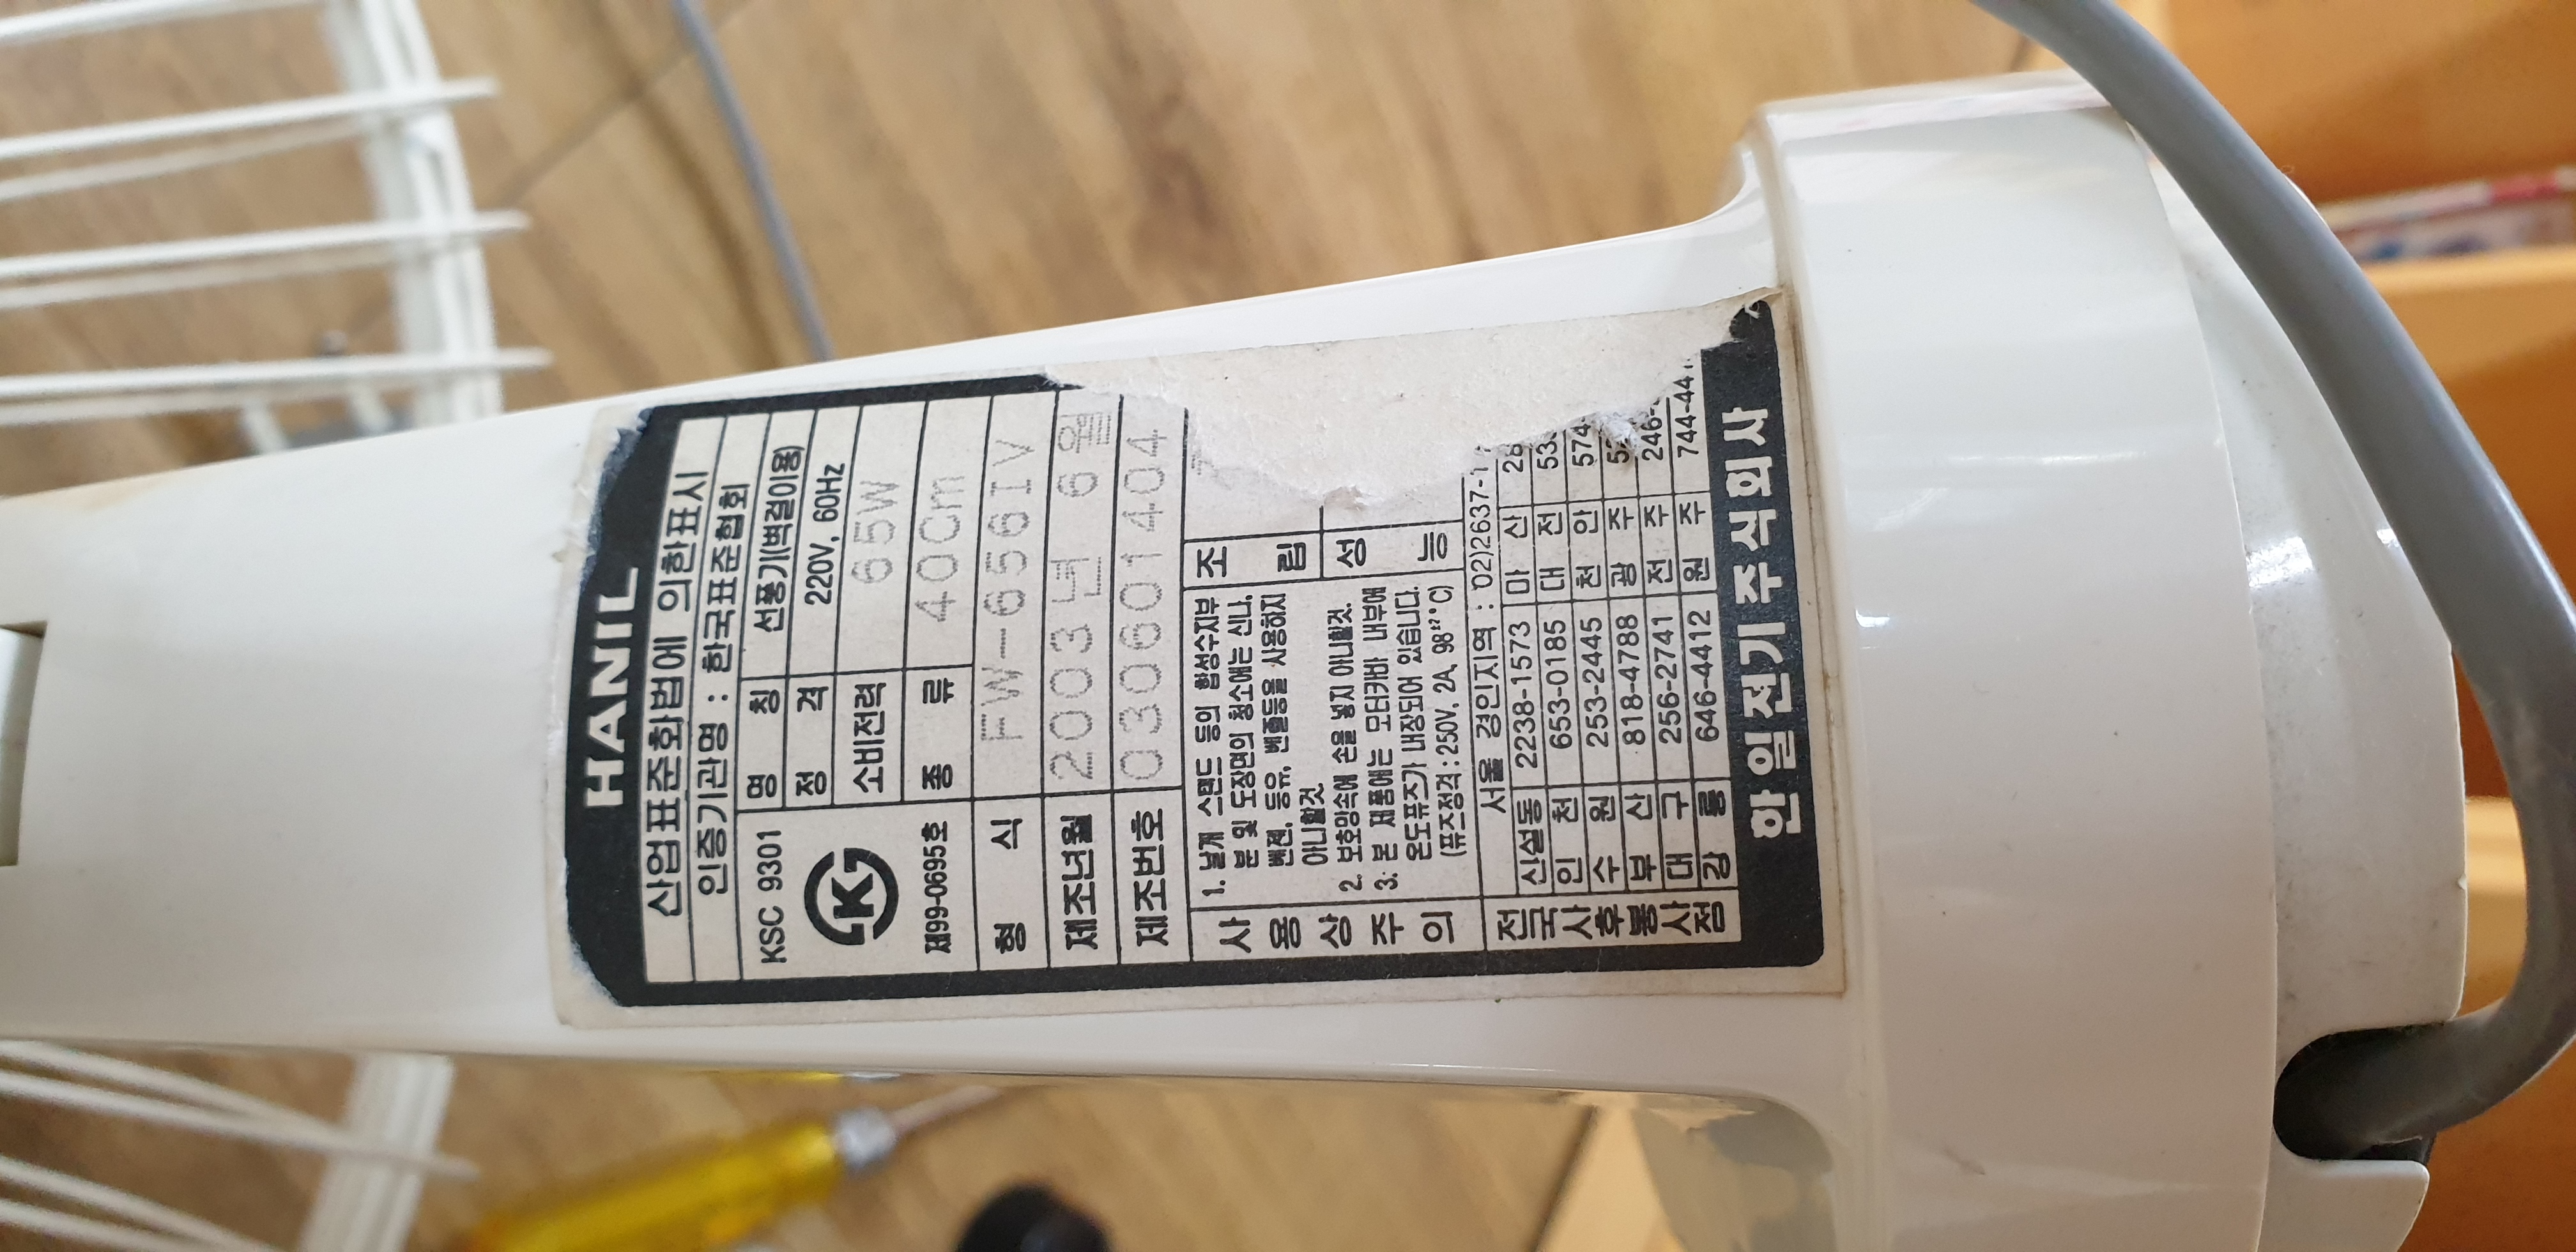 HANIL
산업표준화법에 의한표시
인증기관명 : 한국표준협회
KSC 9301
제99-0695호
명 칭 선풍기(벽걸이용)
정 격 220V, 60Hz
소비전력 65W
종 류 40Cm
형 식 FW-656IV
제조년월 2003년 6월
제조번호 030601404
사용상주의
1. 날개 스탠드 등의 합성수지부
분 및 도장면의 청소에는 신나,
벤젠, 등유, 벤졸등을 사용하지
아니할것
2. 보호망속에 손을 넣지 아니할것.
3. 본 제품에는 모터카바 내부에
온도퓨즈가 내장되어 있습니다.
(퓨즈정격:250V, 2A, 98±²°C)
조 립
성 능
전국사후봉사점
서울 경인지역 : 02)2637-1
신설동 2238-1573 마 산 28
인 천 653-0185 대 전 53
수 원 253-2445 천 안 574
부 산 818-4788 광 주 52
대 구 256-2741 전 주 246-
강 릉 646-4412 원 주 744-441
한일전기주식회사